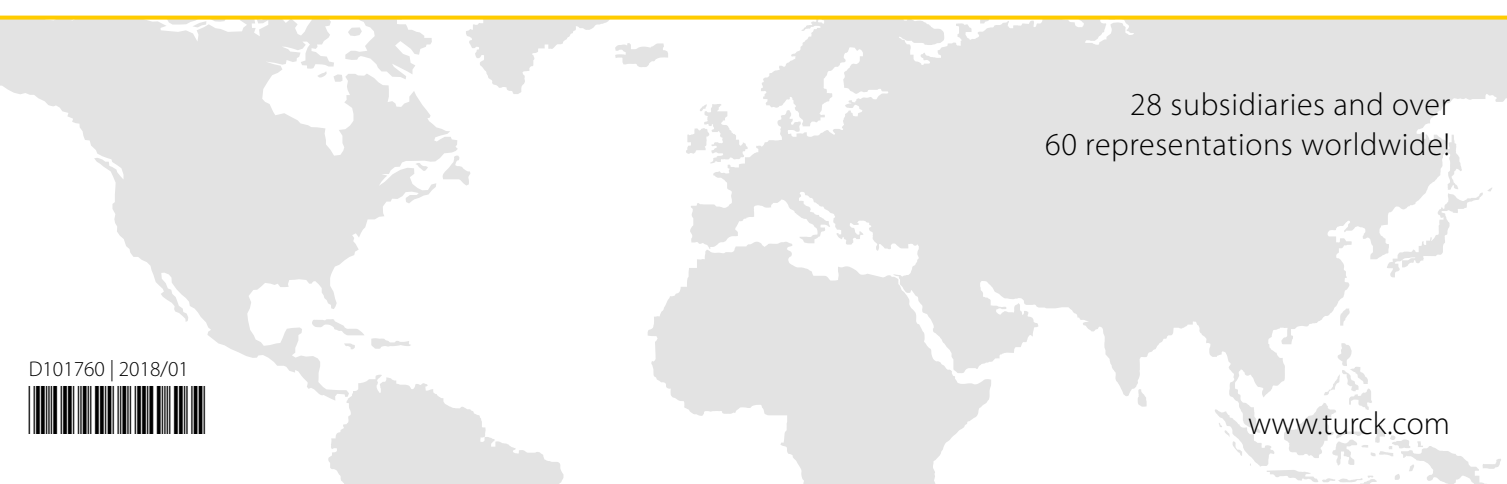 28 subsidiaries and over
60 representations worldwide!
D101760 | 2018/01
www.turck.com